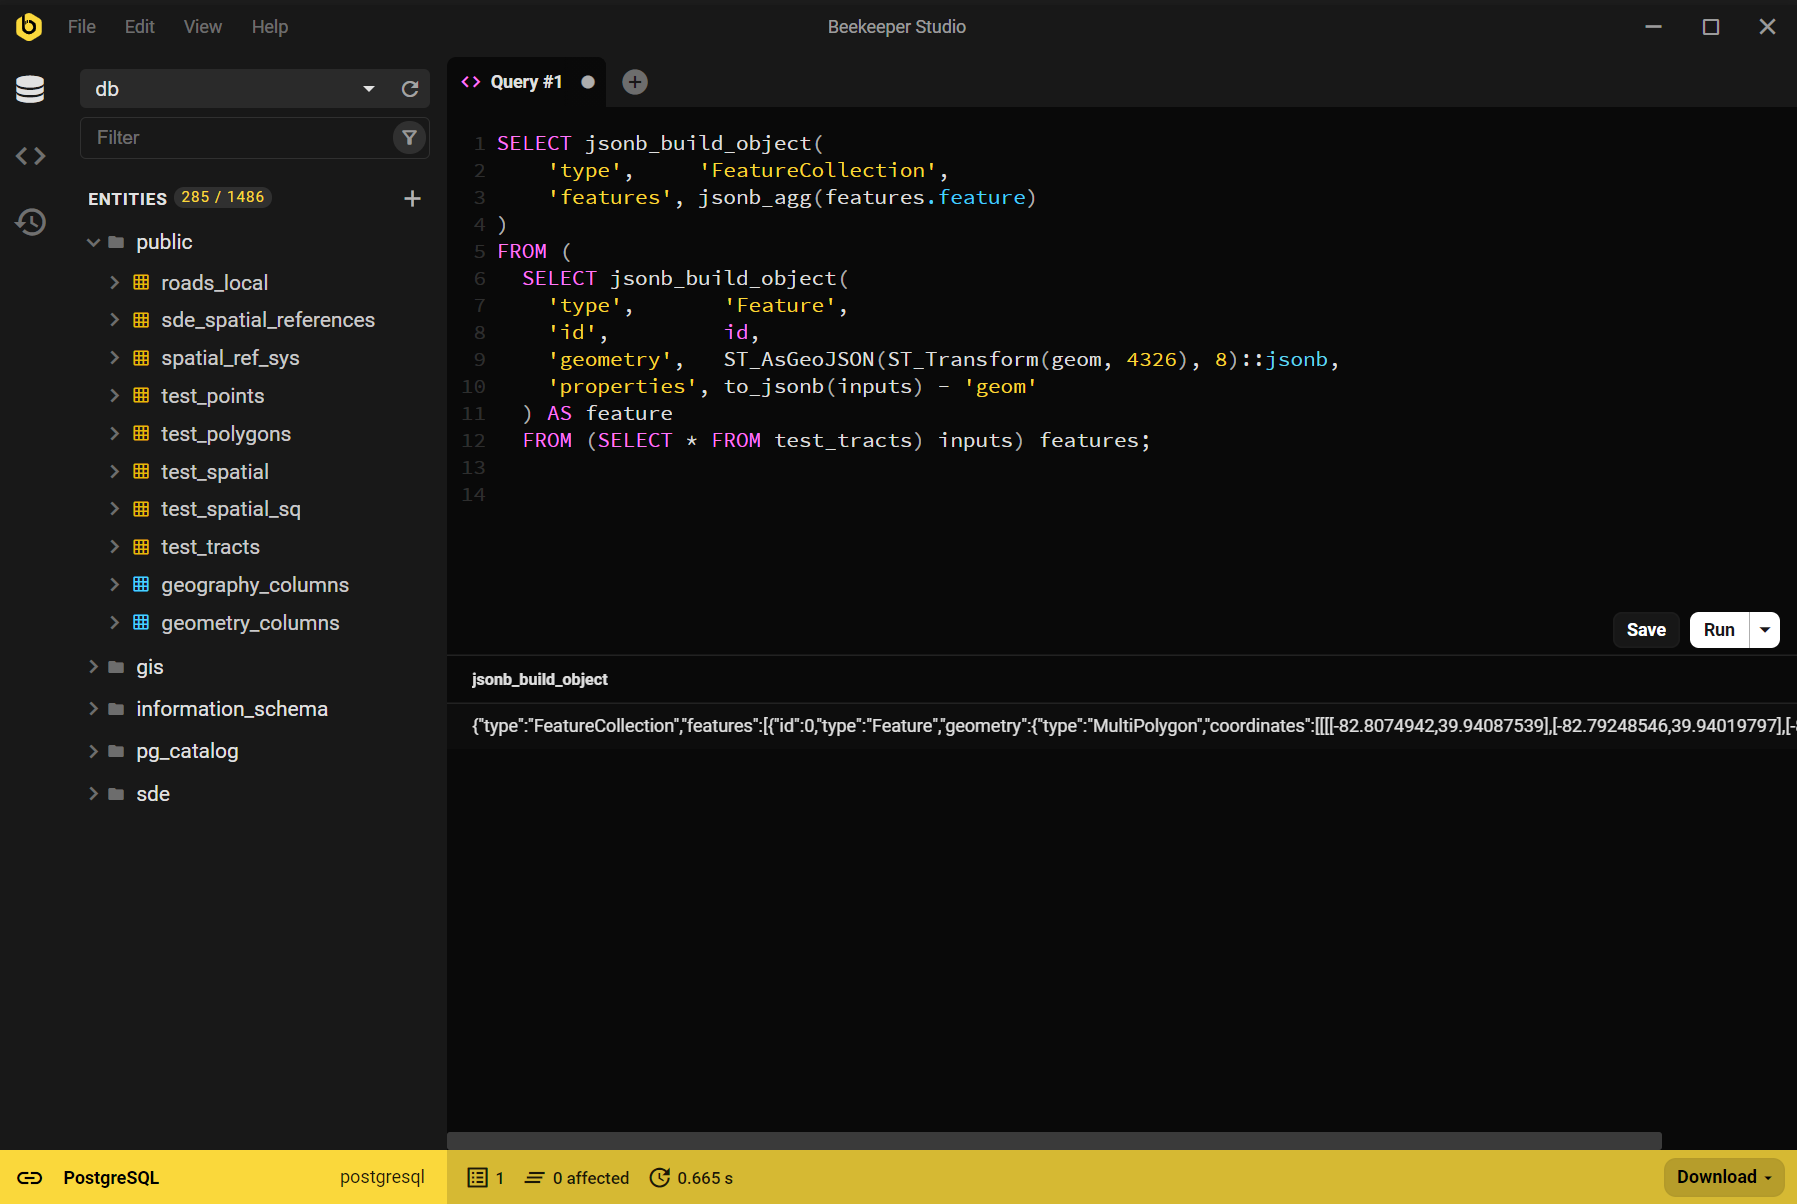 File Edit View Help
Beekeeper Studio
db
Filter
ENTITIES 285 / 1486
public
roads_local
sde_spatial_references
spatial_ref_sys
test_points
test_polygons
test_spatial
test_spatial_sq
test_tracts
geography_columns
geometry_columns
gis
information_schema
pg_catalog
sde
Query #1
1 SELECT jsonb_build_object(
2     'type',     'FeatureCollection',
3     'features', jsonb_agg(features.feature)
4 )
5 FROM (
6   SELECT jsonb_build_object(
7     'type',       'Feature',
8     'id',         id,
9     'geometry',   ST_AsGeoJSON(ST_Transform(geom, 4326), 8)::jsonb,
10     'properties', to_jsonb(inputs) - 'geom'
11   ) AS feature
12   FROM (SELECT * FROM test_tracts) inputs) features;
13
14
Save Run
jsonb_build_object
{"type":"FeatureCollection","features":[{"id":0,"type":"Feature","geometry":{"type":"MultiPolygon","coordinates":[[[[-82.8074942,39.94087539],[-82.79248546,39.94019797],[-
PostgreSQL postgresql
1 0 affected 0.665 s
Download